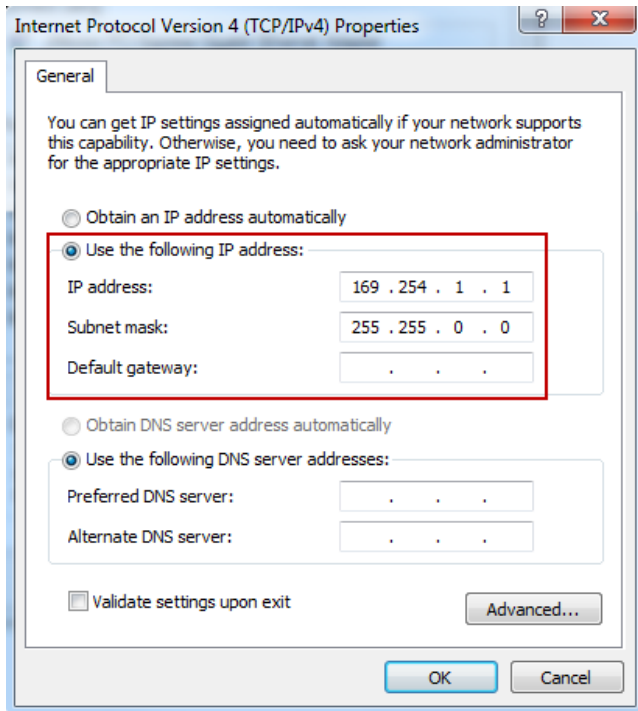 Internet Protocol Version 4 (TCP/IPv4) Properties
General
You can get IP settings assigned automatically if your network supports
this capability. Otherwise, you need to ask your network administrator
for the appropriate IP settings.
Obtain an IP address automatically
Use the following IP address:
IP address: 169 . 254 . 1 . 1
Subnet mask: 255 . 255 . 0 . 0
Default gateway: . . .
Obtain DNS server address automatically
Use the following DNS server addresses:
Preferred DNS server: . . .
Alternate DNS server: . . .
Validate settings upon exit
Advanced...
OK Cancel